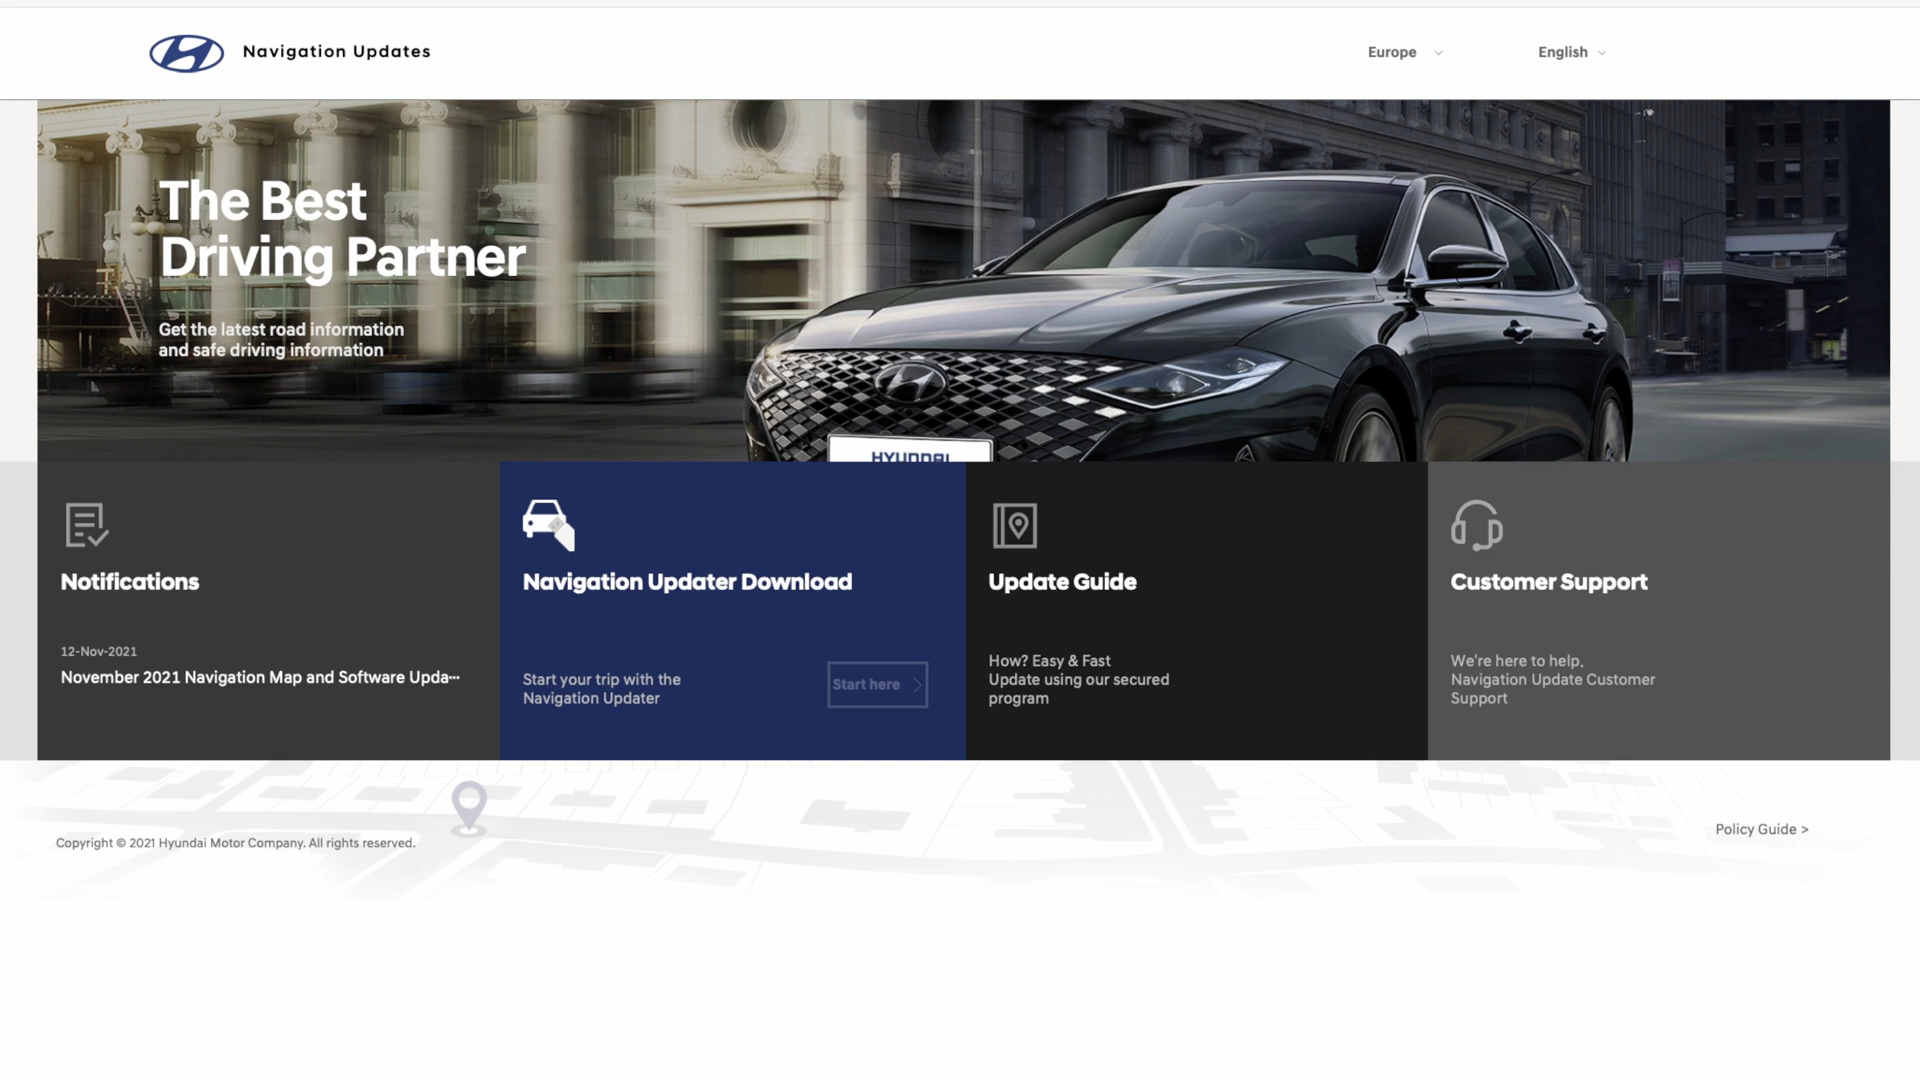 Navigation Updates
Europe
English
The Best
Driving Partner
Get the latest road information
and safe driving information
HYUNDAI
Notifications
12-Nov-2021
November 2021 Navigation Map and Software Upda···
Navigation Updater Download
Start your trip with the
Navigation Updater
Start here
Update Guide
How? Easy & Fast
Update using our secured
program
Customer Support
We're here to help.
Navigation Update Customer
Support
Copyright © 2021 Hyundai Motor Company. All rights reserved.
Policy Guide >